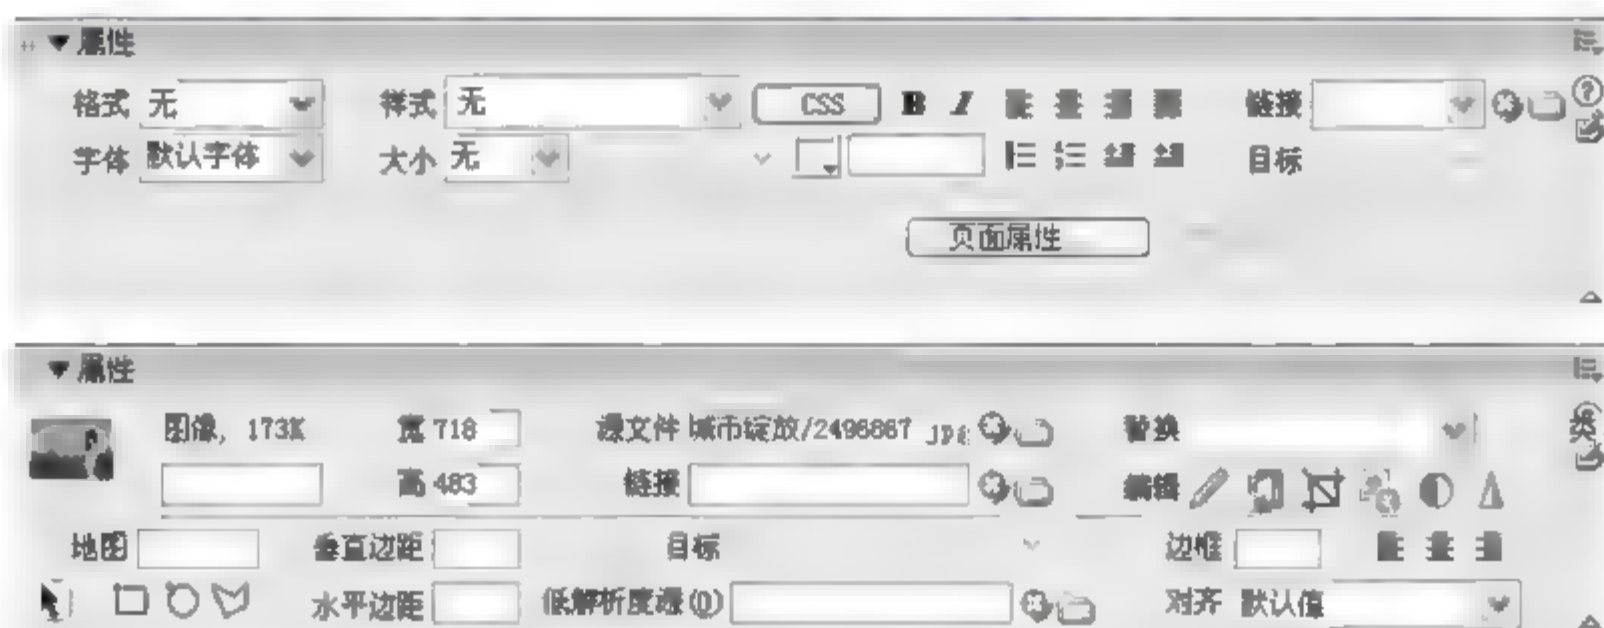 属性
格式 无 样式 无 CSS B I 链接
字体 默认字体 大小 无 目标
页面属性
属性
图像, 173K 宽 718 源文件 城市绽放/2496867 jpg 替换 类
高 483 链接 编辑
地图 垂直边距 目标 边框
水平边距 低解析度源(D) 对齐 默认值